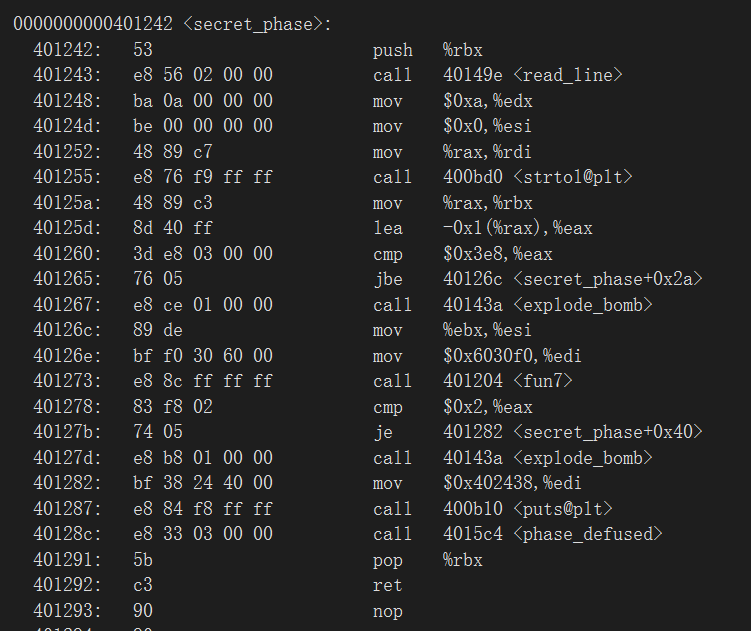 0000000000401242 <secret_phase>:
401242: 53 push %rbx
401243: e8 56 02 00 00 call 40149e <read_line>
401248: ba 0a 00 00 00 mov $0xa,%edx
40124d: be 00 00 00 00 mov $0x0,%esi
401252: 48 89 c7 mov %rax,%rdi
401255: e8 76 f9 ff ff call 400bd0 <strtol@plt>
40125a: 48 89 c3 mov %rax,%rbx
40125d: 8d 40 ff lea -0x1(%rax),%eax
401260: 3d e8 03 00 00 cmp $0x3e8,%eax
401265: 76 05 jbe 40126c <secret_phase+0x2a>
401267: e8 ce 01 00 00 call 40143a <explode_bomb>
40126c: 89 de mov %ebx,%esi
40126e: bf f0 30 60 00 mov $0x6030f0,%edi
401273: e8 8c ff ff ff call 401204 <fun7>
401278: 83 f8 02 cmp $0x2,%eax
40127b: 74 05 je 401282 <secret_phase+0x40>
40127d: e8 b8 01 00 00 call 40143a <explode_bomb>
401282: bf 38 24 40 00 mov $0x402438,%edi
401287: e8 84 f8 ff ff call 400b10 <puts@plt>
40128c: e8 33 03 00 00 call 4015c4 <phase_defused>
401291: 5b pop %rbx
401292: c3 ret
401293: 90 nop